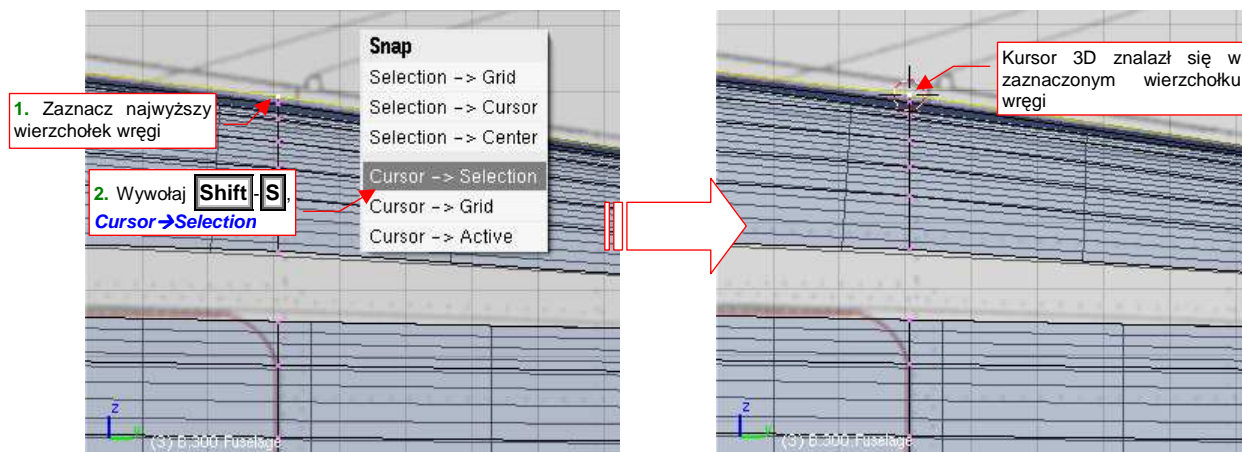 Snap
Selection -> Grid
Selection -> Cursor
Selection -> Center
Cursor -> Selection
Cursor -> Grid
Cursor -> Active
1. Zaznacz najwyższy
wierzchołek wręgi
2. Wywołaj Shift-S,
Cursor→Selection
z
y
(3) B.300 Fuselage
Kursor 3D znalazł się w
zaznaczonym wierzchołku
wręgi
z
y
(3) B.300 Fuselage